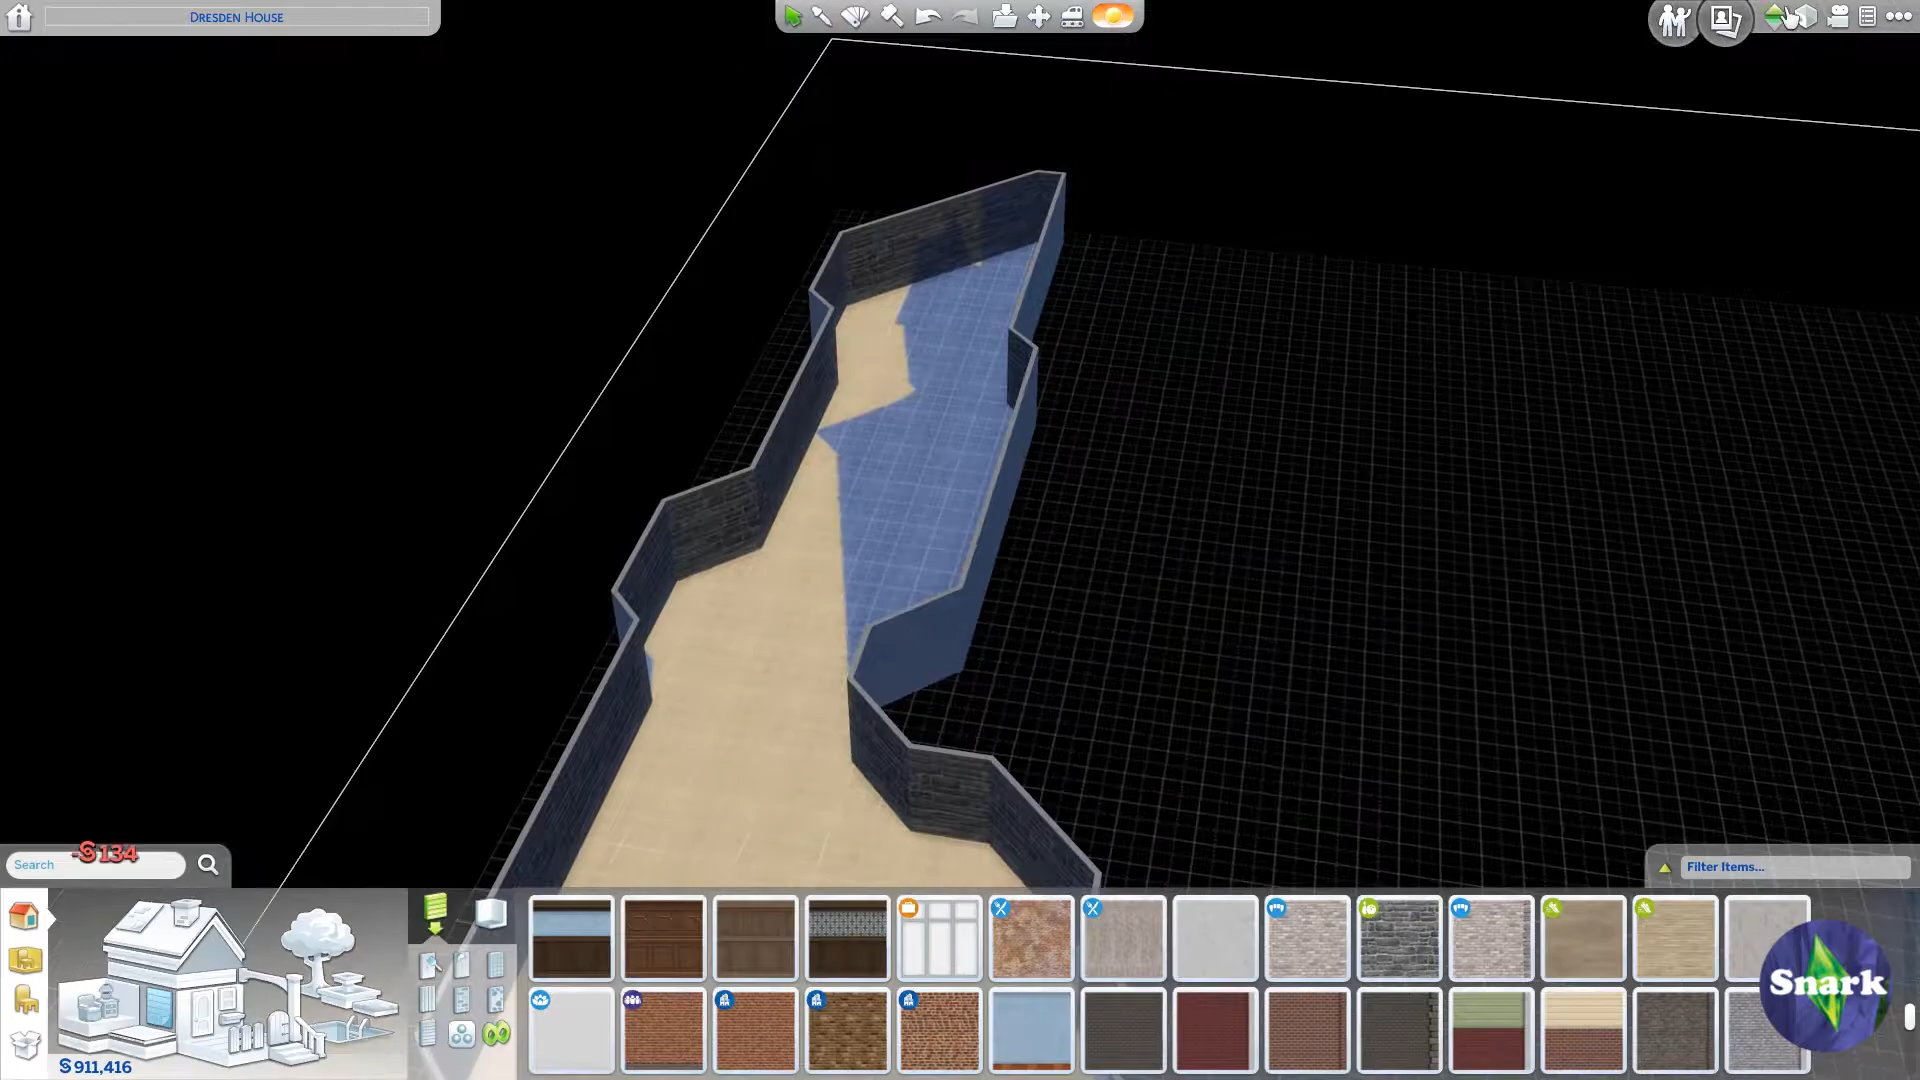 Dresden House
-§134
Search
Filter Items...
§911,416
Snark